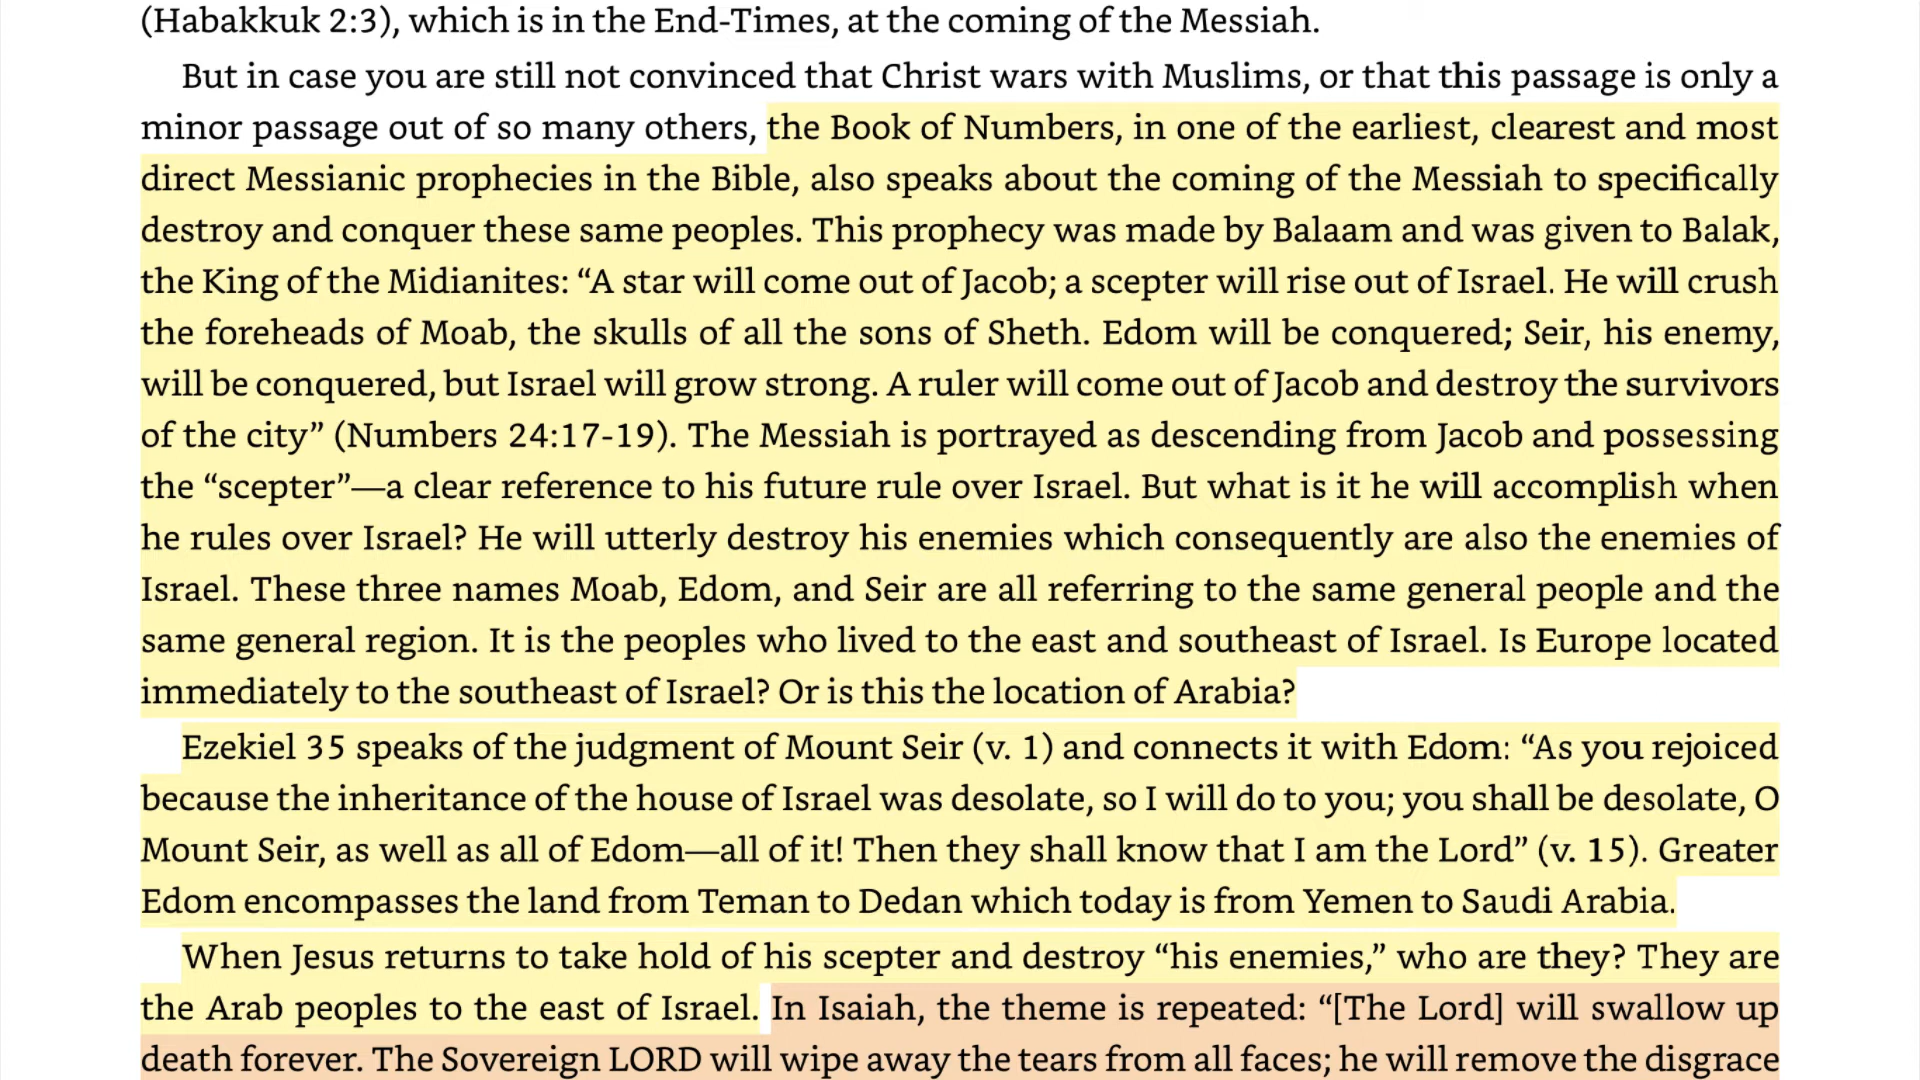 (Habakkuk 2:3), which is in the End-Times, at the coming of the Messiah.
But in case you are still not convinced that Christ wars with Muslims, or that this passage is only a
minor passage out of so many others, the Book of Numbers, in one of the earliest, clearest and most
direct Messianic prophecies in the Bible, also speaks about the coming of the Messiah to specifically
destroy and conquer these same peoples. This prophecy was made by Balaam and was given to Balak,
the King of the Midianites: “A star will come out of Jacob; a scepter will rise out of Israel. He will crush
the foreheads of Moab, the skulls of all the sons of Sheth. Edom will be conquered; Seir, his enemy,
will be conquered, but Israel will grow strong. A ruler will come out of Jacob and destroy the survivors
of the city” (Numbers 24:17-19). The Messiah is portrayed as descending from Jacob and possessing
the “scepter”—a clear reference to his future rule over Israel. But what is it he will accomplish when
he rules over Israel? He will utterly destroy his enemies which consequently are also the enemies of
Israel. These three names Moab, Edom, and Seir are all referring to the same general people and the
same general region. It is the peoples who lived to the east and southeast of Israel. Is Europe located
immediately to the southeast of Israel? Or is this the location of Arabia?
Ezekiel 35 speaks of the judgment of Mount Seir (v. 1) and connects it with Edom: “As you rejoiced
because the inheritance of the house of Israel was desolate, so I will do to you; you shall be desolate, O
Mount Seir, as well as all of Edom—all of it! Then they shall know that I am the Lord” (v. 15). Greater
Edom encompasses the land from Teman to Dedan which today is from Yemen to Saudi Arabia.
When Jesus returns to take hold of his scepter and destroy “his enemies,” who are they? They are
the Arab peoples to the east of Israel. In Isaiah, the theme is repeated: “[The Lord] will swallow up
death forever. The Sovereign LORD will wipe away the tears from all faces; he will remove the disgrace